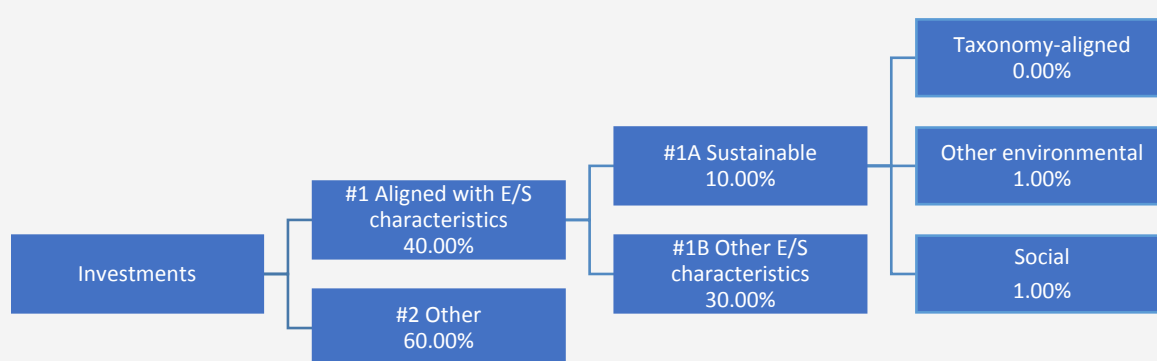 Investments
#1 Aligned with E/S
characteristics
40.00%
#2 Other
60.00%
#1A Sustainable
10.00%
#1B Other E/S
characteristics
30.00%
Taxonomy-aligned
0.00%
Other environmental
1.00%
Social
1.00%